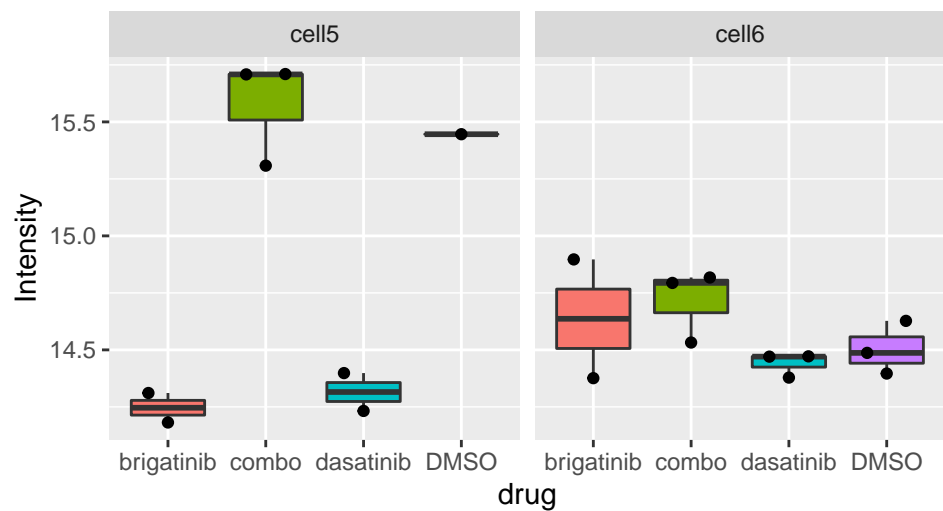 cell5 cell6
15.5
15.0
14.5
brigatinib combo dasatinib DMSO brigatinib combo dasatinib DMSO
drug
Intensity